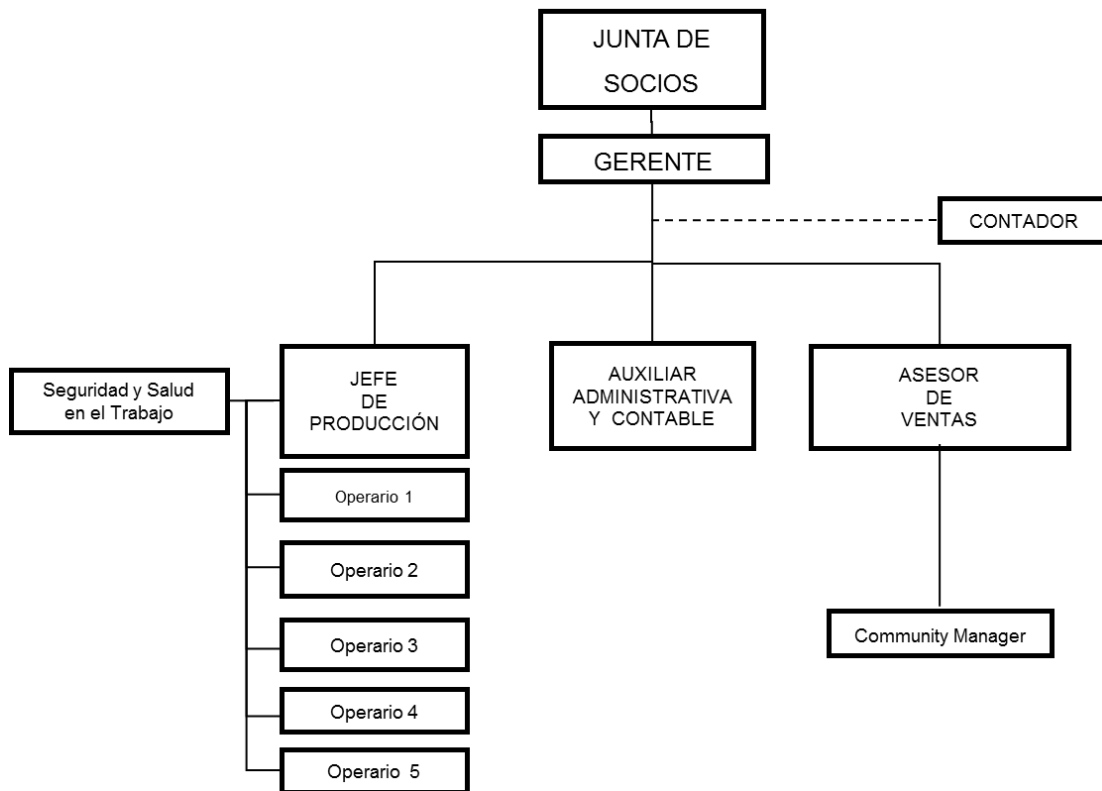 JUNTA DE
SOCIOS
GERENTE
CONTADOR
JEFE
DE
PRODUCCIÓN
AUXILIAR
ADMINISTRATIVA
Y CONTABLE
ASESOR
DE
VENTAS
Seguridad y Salud
en el Trabajo
Operario 1
Operario 2
Operario 3
Operario 4
Operario 5
Community Manager